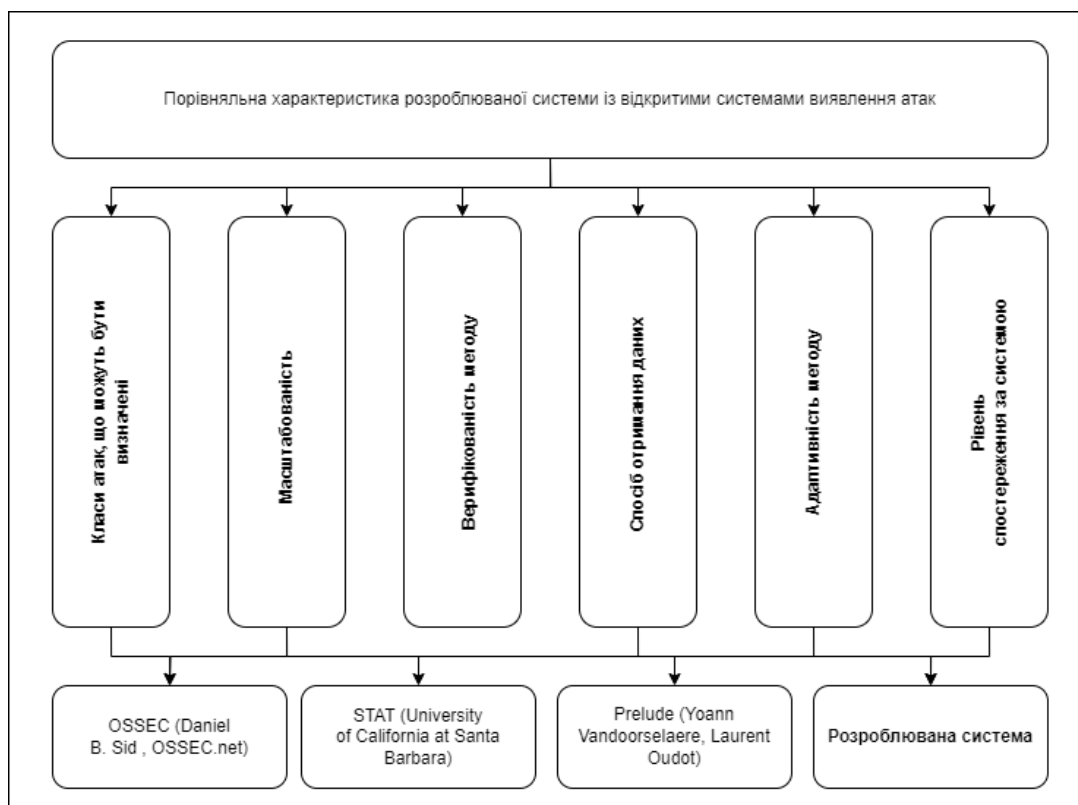 Порівняльна характеристика розроблюваної системи із відкритими системами виявлення атак
Класи атак, що можуть бути
визначені
Масштабованість
Верифікованість методу
Спосіб отримання даних
Адаптивність методу
Рівень
спостереження за системою
OSSEC (Daniel
B. Sid , OSSEC.net)
STAT (University
of California at Santa
Barbara)
Prelude (Yoann
Vandoorselaere, Laurent
Oudot)
Розроблювана система